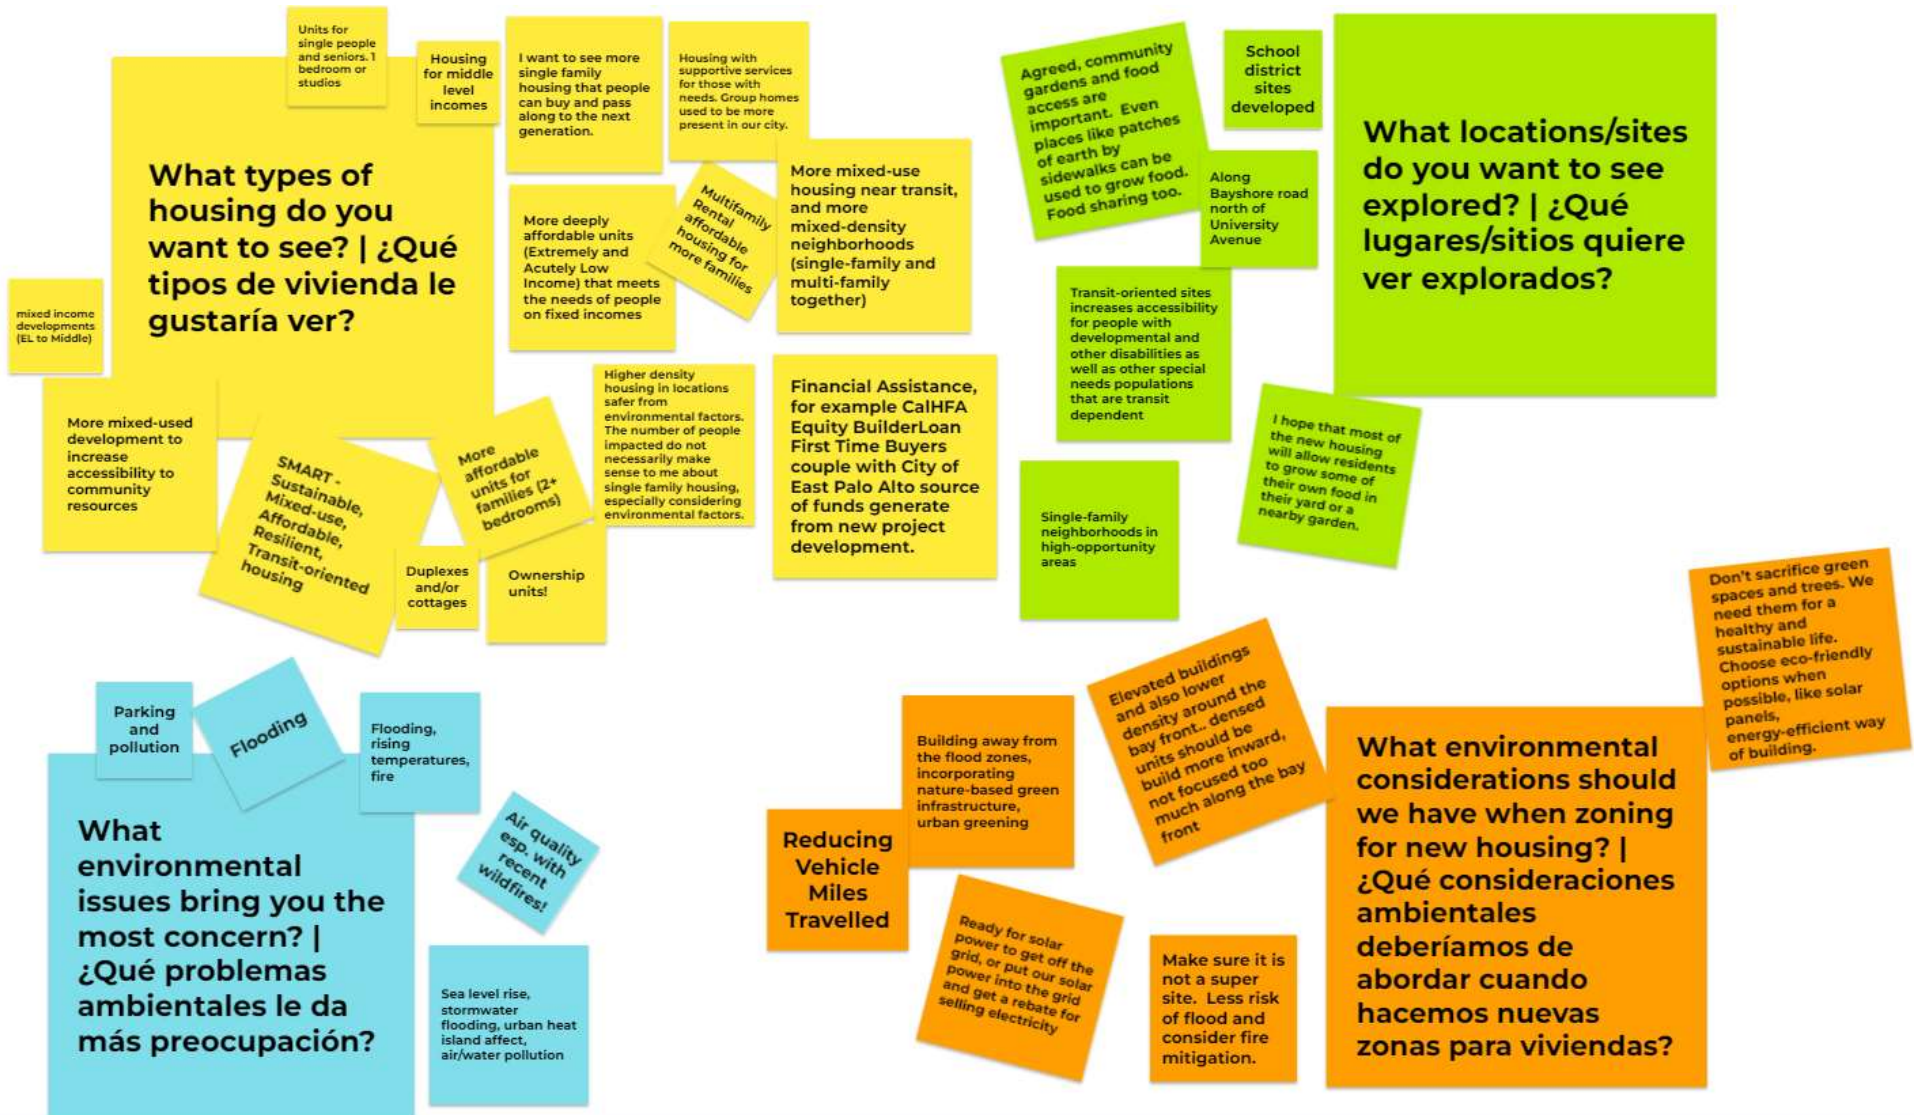 Units for
single people
and seniors. 1
bedroom or
studios
Housing
for middle
level
incomes
I want to see more
single family
housing that people
can buy and pass
along to the next
generation.
Housing with
supportive services
for those with
needs. Group homes
used to be more
present in our city.
What types of
housing do you
want to see? | ¿Qué
tipos de vivienda le
gustaría ver?
More deeply
affordable units
(Extremely and
Acutely Low
Income) that meets
the needs of people
on fixed incomes
Multifamily
Rental
affordable
housing for
more families
More mixed-use
housing near transit,
and more
mixed-density
neighborhoods
(single-family and
multi-family
together)
mixed income
developments
(EL to Middle)
More mixed-used
development to
increase
accessibility to
community
resources
SMART -
Sustainable,
Mixed-use,
Affordable,
Resilient,
Transit-oriented
housing
More
affordable
units for
families (2+
bedrooms)
Higher density
housing in locations
safer from
environmental factors.
The number of people
impacted do not
necessarily make
sense to me about
single family housing,
especially considering
environmental factors.
Financial Assistance,
for example CalHFA
Equity BuilderLoan
First Time Buyers
couple with City of
East Palo Alto source
of funds generate
from new project
development.
Duplexes
and/or
cottages
Ownership
units!
Agreed, community
gardens and food
access are
important. Even
places like patches
of earth by
sidewalks can be
used to grow food.
Food sharing too.
School
district
sites
developed
What locations/sites
do you want to see
explored? | ¿Qué
lugares/sitios quiere
ver explorados?
Along
Bayshore road
north of
University
Avenue
Transit-oriented sites
increases accessibility
for people with
developmental and
other disabilities as
well as other special
needs populations
that are transit
dependent
I hope that most of
the new housing
will allow residents
to grow some of
their own food in
their yard or a
nearby garden.
Single-family
neighborhoods in
high-opportunity
areas
Parking
and
pollution
Flooding
Flooding,
rising
temperatures,
fire
What
environmental
issues bring you the
most concern? |
¿Qué problemas
ambientales le da
más preocupación?
Air quality
esp. with
recent
wildfires!
Sea level rise,
stormwater
flooding, urban heat
island affect,
air/water pollution
Reducing
Vehicle
Miles
Travelled
Building away from
the flood zones,
incorporating
nature-based green
infrastructure,
urban greening
Elevated buildings
and also lower
density around the
bay front.. densed
units should be
build more inward,
not focused too
much along the bay
front
Don't sacrifice green
spaces and trees. We
need them for a
healthy and
sustainable life.
Choose eco-friendly
options when
possible, like solar
panels,
energy-efficient way
of building.
What environmental
considerations should
we have when zoning
for new housing? |
¿Qué consideraciones
ambientales
deberíamos de
abordar cuando
hacemos nuevas
zonas para viviendas?
Ready for solar
power to get off the
grid, or put our solar
power into the grid
and get a rebate for
selling electricity
Make sure it is
not a super
site. Less risk
of flood and
consider fire
mitigation.